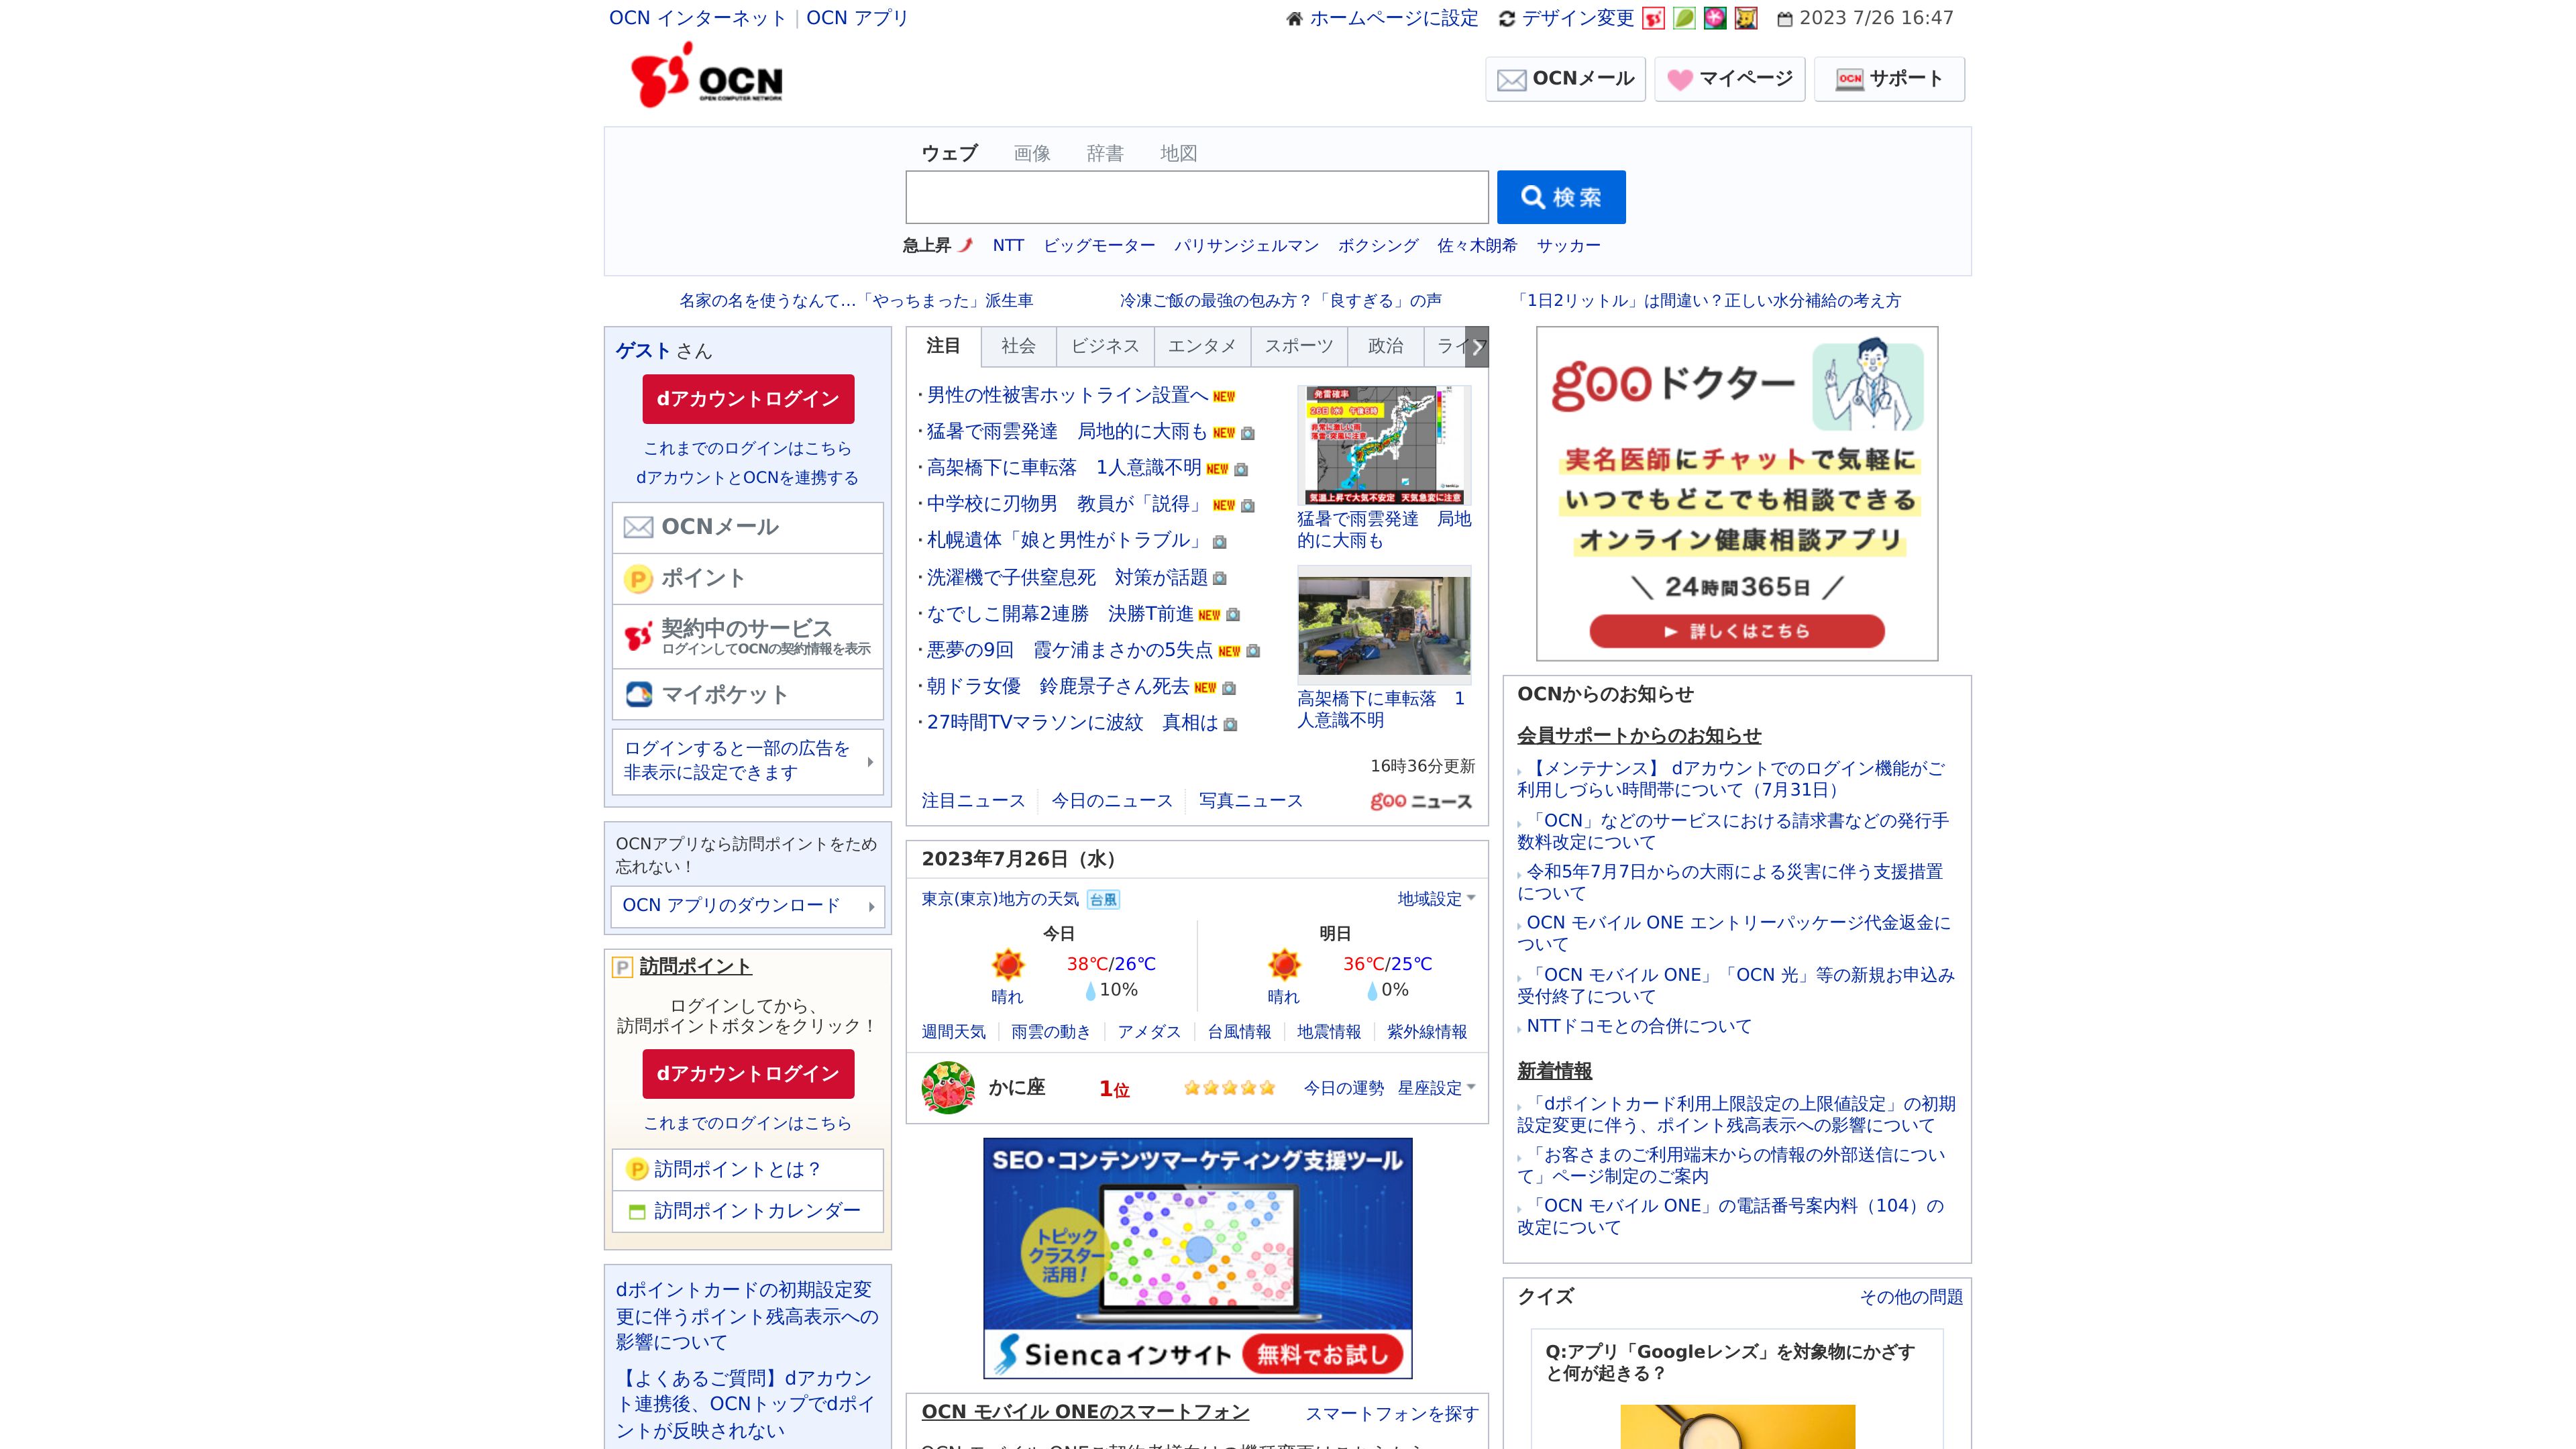 OCN インターネット | OCN アプリ
ホームページに設定 デザイン変更 2023 7/26 16:47
OCN
OPEN COMPUTER NETWORK
OCNメール マイページ サポート
ウェブ 画像 辞書 地図
検索
急上昇 NTT ビッグモーター パリサンジェルマン ボクシング 佐々木朗希 サッカー
名家の名を使うなんて…「やっちまった」派生車 冷凍ご飯の最強の包み方？「良すぎる」の声 「1日2リットル」は間違い？正しい水分補給の考え方
ゲスト さん
dアカウントログイン
これまでのログインはこちら
dアカウントとOCNを連携する
OCNメール
ポイント
契約中のサービス
ログインしてOCNの契約情報を表示
マイポケット
ログインすると一部の広告を
非表示に設定できます
OCNアプリなら訪問ポイントをため
忘れない！
OCN アプリのダウンロード
訪問ポイント
ログインしてから、
訪問ポイントボタンをクリック！
dアカウントログイン
これまでのログインはこちら
訪問ポイントとは？
訪問ポイントカレンダー
dポイントカードの初期設定変
更に伴うポイント残高表示への
影響について
【よくあるご質問】dアカウン
ト連携後、OCNトップでdポイ
ントが反映されない
注目 社会 ビジネス エンタメ スポーツ 政治 ライフ
・男性の性被害ホットライン設置へ NEW
・猛暑で雨雲発達　局地的に大雨も NEW
・高架橋下に車転落　1人意識不明 NEW
・中学校に刃物男　教員が「説得」 NEW
・札幌遺体「娘と男性がトラブル」
・洗濯機で子供窒息死　対策が話題
・なでしこ開幕2連勝　決勝T前進 NEW
・悪夢の9回　霞ケ浦まさかの5失点 NEW
・朝ドラ女優　鈴鹿景子さん死去 NEW
・27時間TVマラソンに波紋　真相は
発雷確率
26日(水) 午後6時
非常に激しい雨
落雷・突風に注意
気温上昇で大気不安定 天気急変に注意
猛暑で雨雲発達　局地
的に大雨も
高架橋下に車転落　1
人意識不明
16時36分更新
注目ニュース 今日のニュース 写真ニュース goo ニュース
2023年7月26日（水）
東京(東京)地方の天気 台風 地域設定
今日 明日
38℃/26℃ 36℃/25℃
10% 0%
晴れ 晴れ
週間天気 雨雲の動き アメダス 台風情報 地震情報 紫外線情報
かに座 1位 今日の運勢 星座設定
SEO・コンテンツマーケティング支援ツール
トピック
クラスター
活用！
Siencaインサイト 無料でお試し
OCN モバイル ONEのスマートフォン スマートフォンを探す
gooドクター
実名医師にチャットで気軽に
いつでもどこでも相談できる
オンライン健康相談アプリ
＼ 24時間365日 ／
▶ 詳しくはこちら
OCNからのお知らせ
会員サポートからのお知らせ
【メンテナンス】 dアカウントでのログイン機能がご
利用しづらい時間帯について（7月31日）
「OCN」などのサービスにおける請求書などの発行手
数料改定について
令和5年7月7日からの大雨による災害に伴う支援措置
について
OCN モバイル ONE エントリーパッケージ代金返金に
ついて
「OCN モバイル ONE」「OCN 光」等の新規お申込み
受付終了について
NTTドコモとの合併について
新着情報
「dポイントカード利用上限設定の上限値設定」の初期
設定変更に伴う、ポイント残高表示への影響について
「お客さまのご利用端末からの情報の外部送信につい
て」ページ制定のご案内
「OCN モバイル ONE」の電話番号案内料（104）の
改定について
クイズ その他の問題
Q:アプリ「Googleレンズ」を対象物にかざす
と何が起きる？